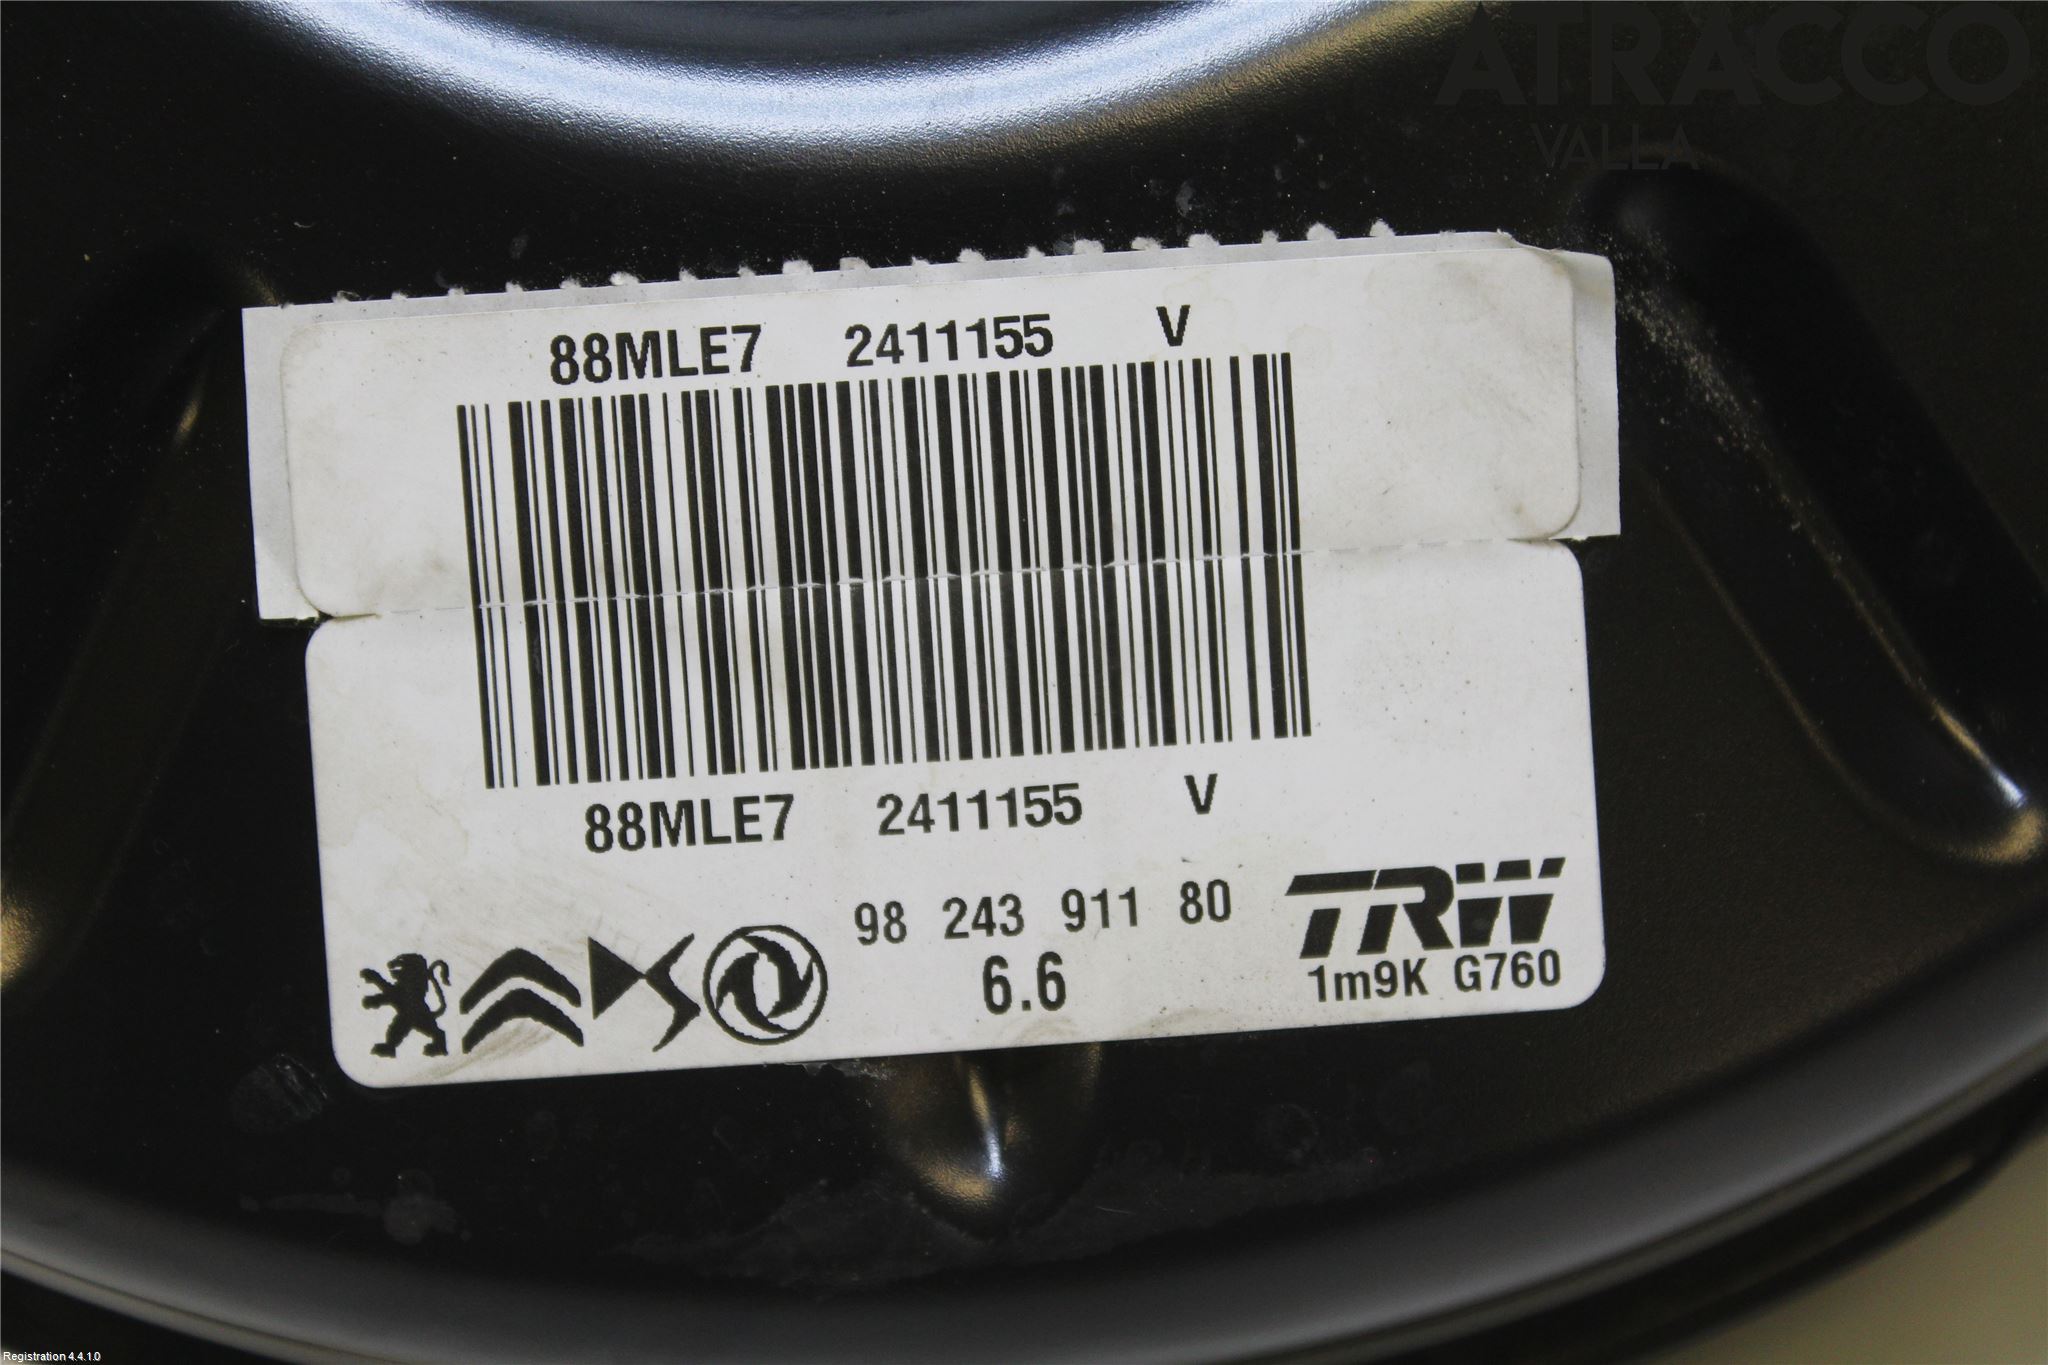 ATRACCO
VALLA
88MLE7 2411155 V
88MLE7 2411155 V
98 243 911 80
TRW
6.6
1m9K G760
Registration 4.4.1.0